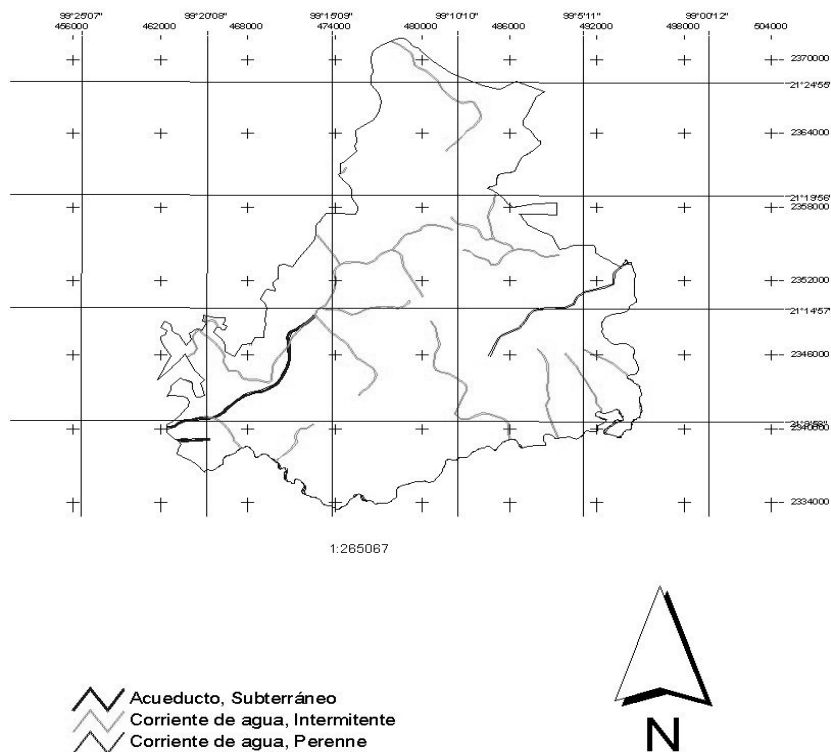 99°25'07" 99°20'08" 99°15'09" 99°10'10" 99°5'11" 99°00'12"
456000 462000 468000 474000 480000 486000 492000 498000 504000
2370000
21°24'55"
2364000
21°19'56"
2358000
2352000
21°14'57"
2346000
2340000
2334000
1:265067
Acueducto, Subterráneo
Corriente de agua, Intermitente
Corriente de agua, Perenne
N